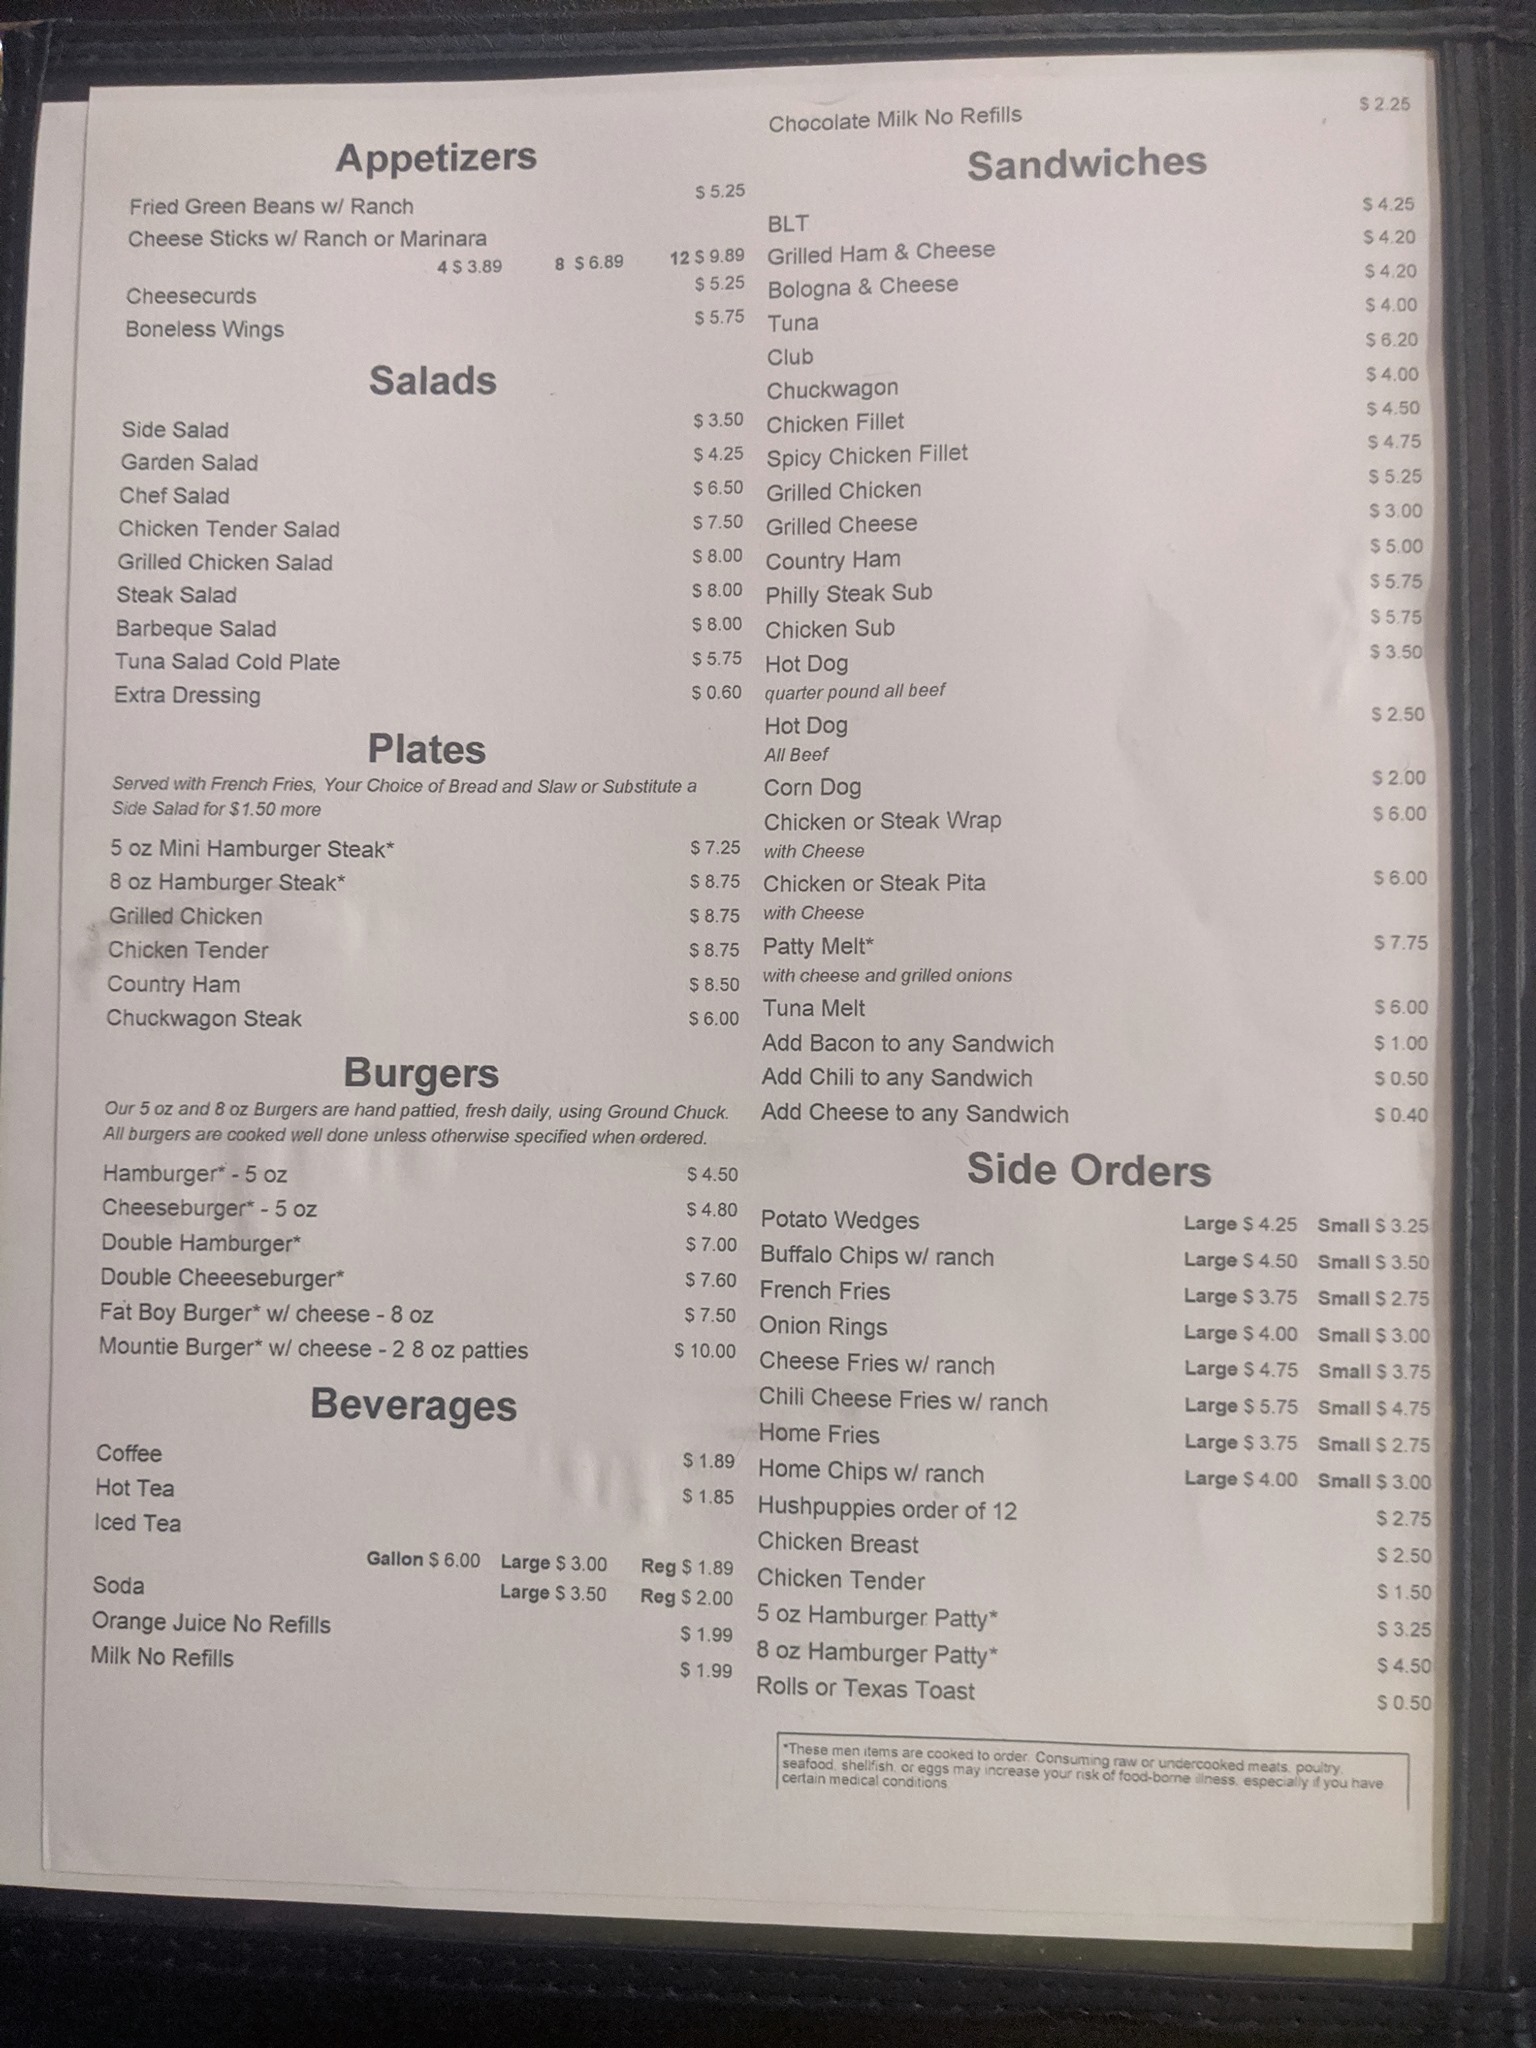 Appetizers
Fried Green Beans w/ Ranch $ 5.25
Cheese Sticks w/ Ranch or Marinara
4 $ 3.89 8 $ 6.89 12 $ 9.89
Cheesecurds $ 5.25
Boneless Wings $ 5.75
Salads
Side Salad $ 3.50
Garden Salad $ 4.25
Chef Salad $ 6.50
Chicken Tender Salad $ 7.50
Grilled Chicken Salad $ 8.00
Steak Salad $ 8.00
Barbeque Salad $ 8.00
Tuna Salad Cold Plate $ 5.75
Extra Dressing $ 0.60
Plates
Served with French Fries, Your Choice of Bread and Slaw or Substitute a
Side Salad for $1.50 more
5 oz Mini Hamburger Steak* $ 7.25
8 oz Hamburger Steak* $ 8.75
Grilled Chicken $ 8.75
Chicken Tender $ 8.75
Country Ham $ 8.50
Chuckwagon Steak $ 6.00
Burgers
Our 5 oz and 8 oz Burgers are hand pattied, fresh daily, using Ground Chuck.
All burgers are cooked well done unless otherwise specified when ordered.
Hamburger* - 5 oz $ 4.50
Cheeseburger* - 5 oz $ 4.80
Double Hamburger* $ 7.00
Double Cheeeseburger* $ 7.60
Fat Boy Burger* w/ cheese - 8 oz $ 7.50
Mountie Burger* w/ cheese - 2 8 oz patties $ 10.00
Beverages
Coffee $ 1.89
Hot Tea $ 1.85
Iced Tea
Gallon $ 6.00 Large $ 3.00 Reg $ 1.89
Soda Large $ 3.50 Reg $ 2.00
Orange Juice No Refills $ 1.99
Milk No Refills $ 1.99
Chocolate Milk No Refills $ 2.25
Sandwiches
BLT $ 4.25
Grilled Ham & Cheese $ 4.20
Bologna & Cheese $ 4.20
Tuna $ 4.00
Club $ 6.20
Chuckwagon $ 4.00
Chicken Fillet $ 4.50
Spicy Chicken Fillet $ 4.75
Grilled Chicken $ 5.25
Grilled Cheese $ 3.00
Country Ham $ 5.00
Philly Steak Sub $ 5.75
Chicken Sub $ 5.75
Hot Dog $ 3.50
quarter pound all beef
Hot Dog $ 2.50
All Beef
Corn Dog $ 2.00
Chicken or Steak Wrap $ 6.00
with Cheese
Chicken or Steak Pita $ 6.00
with Cheese
Patty Melt* $ 7.75
with cheese and grilled onions
Tuna Melt $ 6.00
Add Bacon to any Sandwich $ 1.00
Add Chili to any Sandwich $ 0.50
Add Cheese to any Sandwich $ 0.40
Side Orders
Potato Wedges Large $ 4.25 Small $ 3.25
Buffalo Chips w/ ranch Large $ 4.50 Small $ 3.50
French Fries Large $ 3.75 Small $ 2.75
Onion Rings Large $ 4.00 Small $ 3.00
Cheese Fries w/ ranch Large $ 4.75 Small $ 3.75
Chili Cheese Fries w/ ranch Large $ 5.75 Small $ 4.75
Home Fries Large $ 3.75 Small $ 2.75
Home Chips w/ ranch Large $ 4.00 Small $ 3.00
Hushpuppies order of 12 $ 2.75
Chicken Breast $ 2.50
Chicken Tender $ 1.50
5 oz Hamburger Patty* $ 3.25
8 oz Hamburger Patty* $ 4.50
Rolls or Texas Toast $ 0.50
*These men items are cooked to order. Consuming raw or undercooked meats, poultry,
seafood, shellfish, or eggs may increase your risk of food-borne illness, especially if you have
certain medical conditions.